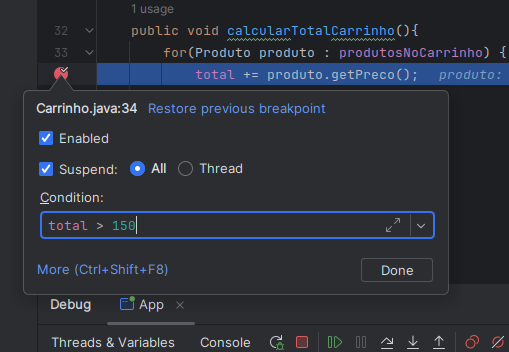 1 usage
32 public void calcularTotalCarrinho(){
33 for(Produto produto : produtosNoCarrinho) {
total += produto.getPreco(); produto:
Carrinho.java:34 Restore previous breakpoint
Enabled
Suspend: All Thread
Condition:
total > 150
More (Ctrl+Shift+F8) Done
Debug App
Threads & Variables Console